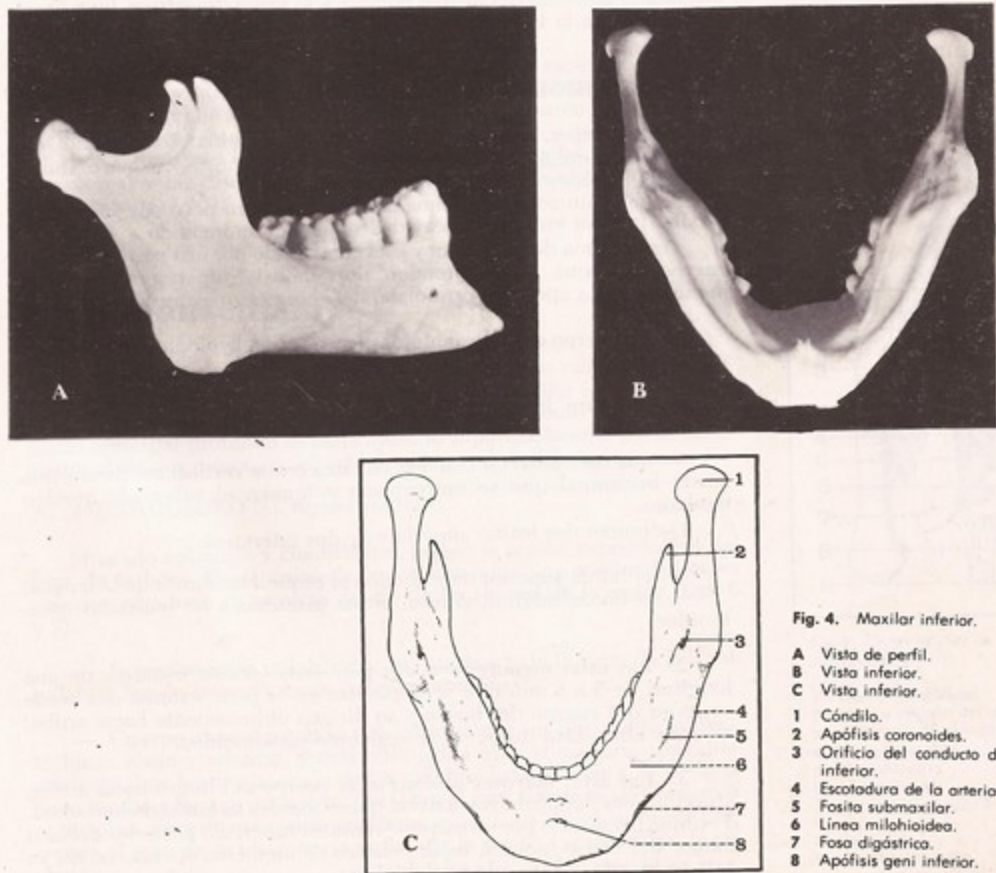 A
B
1
2
3
4
5
6
7
8
C
Fig. 4. Maxilar inferior.
A Vista de perfil.
B Vista inferior.
C Vista inferior.
1 Cóndilo.
2 Apófisis coronoides.
3 Orificio del conducto d
inferior.
4 Escotadura de la arteria
5 Fosita submaxilar.
6 Línea milohioidea.
7 Fosa digástrica.
8 Apófisis geni inferior.